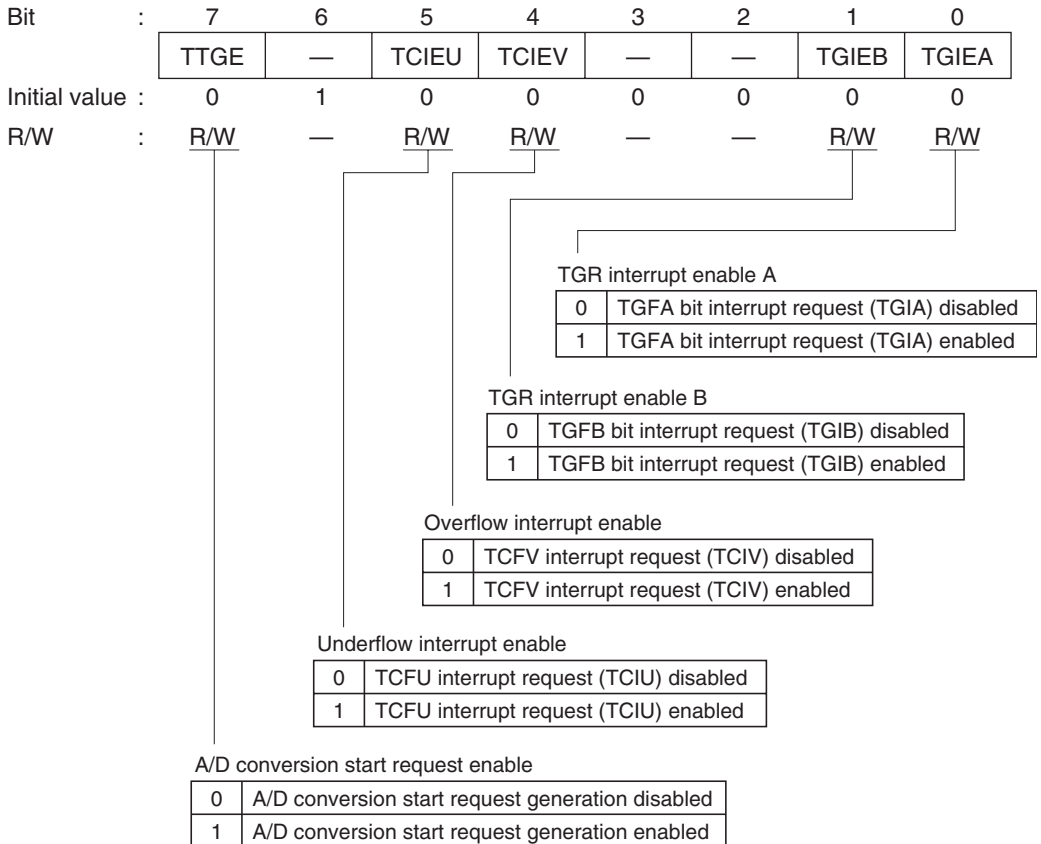 Bit : 7 6 5 4 3 2 1 0
TTGE — TCIEU TCIEV — — TGIEB TGIEA
Initial value : 0 1 0 0 0 0 0 0
R/W : R/W — R/W R/W — — R/W R/W
TGR interrupt enable A
0 TGFA bit interrupt request (TGIA) disabled
1 TGFA bit interrupt request (TGIA) enabled
TGR interrupt enable B
0 TGFB bit interrupt request (TGIB) disabled
1 TGFB bit interrupt request (TGIB) enabled
Overflow interrupt enable
0 TCFV interrupt request (TCIV) disabled
1 TCFV interrupt request (TCIV) enabled
Underflow interrupt enable
0 TCFU interrupt request (TCIU) disabled
1 TCFU interrupt request (TCIU) enabled
A/D conversion start request enable
0 A/D conversion start request generation disabled
1 A/D conversion start request generation enabled